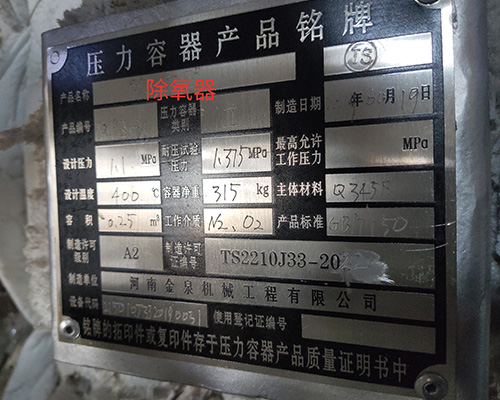 压力容器产品铭牌
TS
产品名称 除氧器
产品编号 压力容器类别 制造日期 年 月19日
设计压力 1.1 MPa 耐压试验压力 1.375 MPa 最高允许工作压力
设计温度 400 ℃ 容器净重 315 kg 主体材料 Q345R
容积 0.25 m³ 工作介质 N2、O2 产品标准
制造许可级别 A2 制造许可证编号 TS2210J33-20
制造单位 河南金泉机械工程有限公司
设备代码 使用登记证编号
铭牌的拓印件或复印件存于压力容器产品质量证明书中